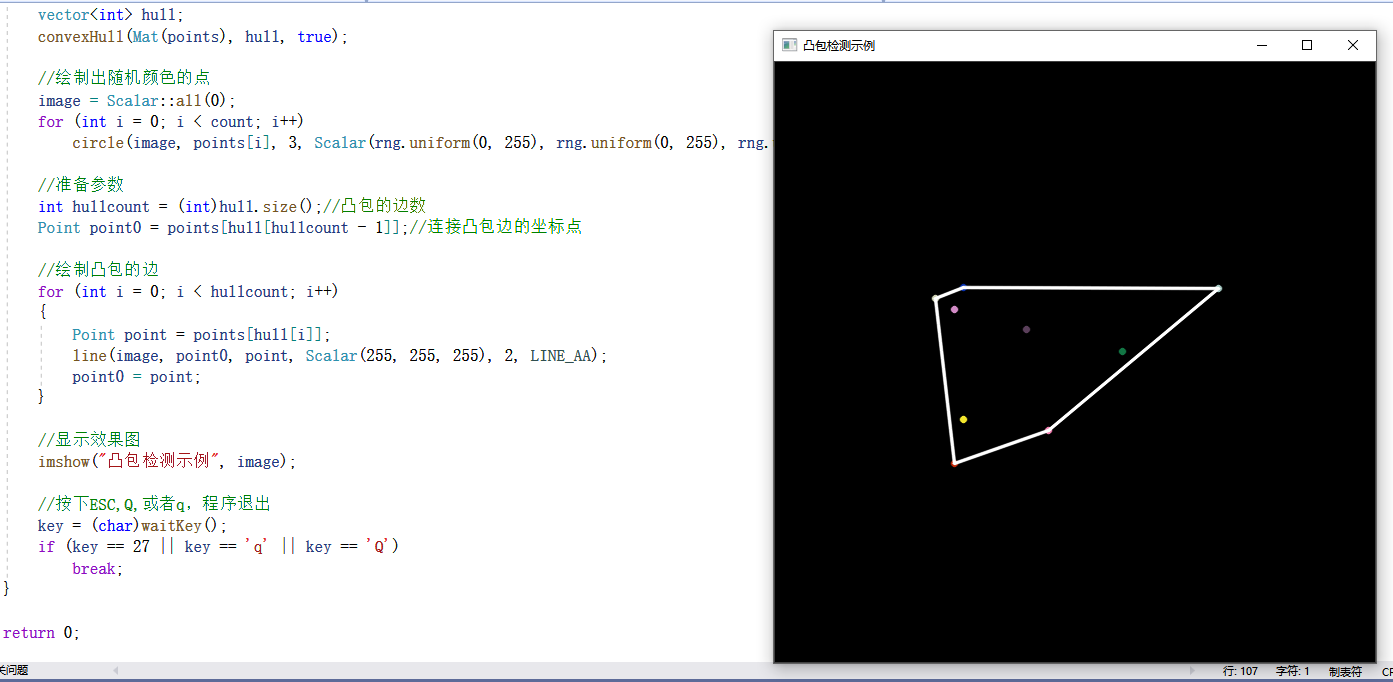 vector<int> hull;
convexHull(Mat(points), hull, true);
//绘制出随机颜色的点
image = Scalar::all(0);
for (int i = 0; i < count; i++)
circle(image, points[i], 3, Scalar(rng.uniform(0, 255), rng.uniform(0, 255), rng.
//准备参数
int hullcount = (int)hull.size();//凸包的边数
Point point0 = points[hull[hullcount - 1]];//连接凸包边的坐标点
//绘制凸包的边
for (int i = 0; i < hullcount; i++)
{
Point point = points[hull[i]];
line(image, point0, point, Scalar(255, 255, 255), 2, LINE_AA);
point0 = point;
}
//显示效果图
imshow("凸包检测示例", image);
//按下ESC,Q,或者q，程序退出
key = (char)waitKey();
if (key == 27 || key == 'q' || key == 'Q')
break;
}
return 0;
凸包检测示例
关问题
行: 107 字符: 1 制表符